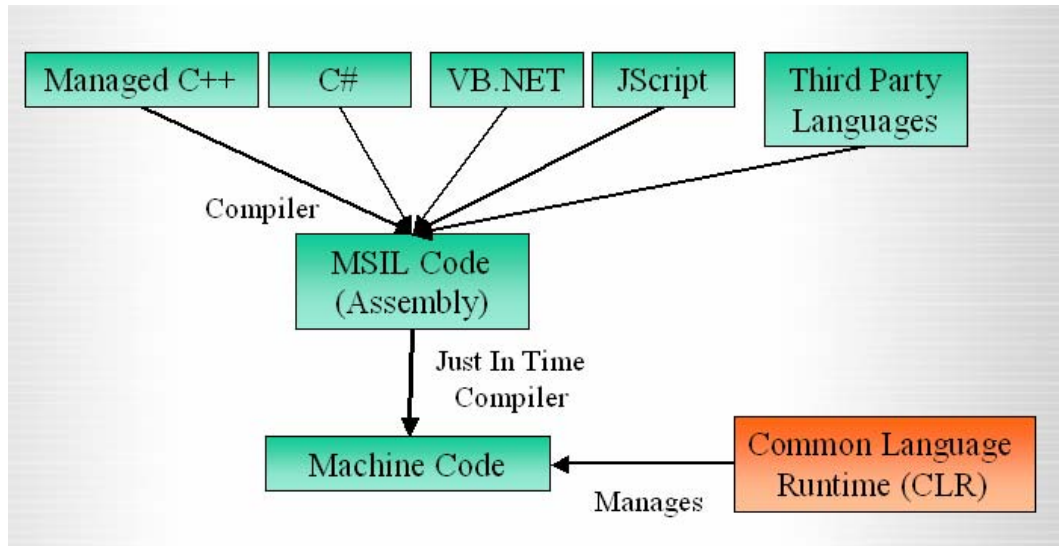 Managed C++
C#
VB.NET
JScript
Third Party
Languages
Compiler
MSIL Code
(Assembly)
Just In Time
Compiler
Machine Code
Common Language
Runtime (CLR)
Manages